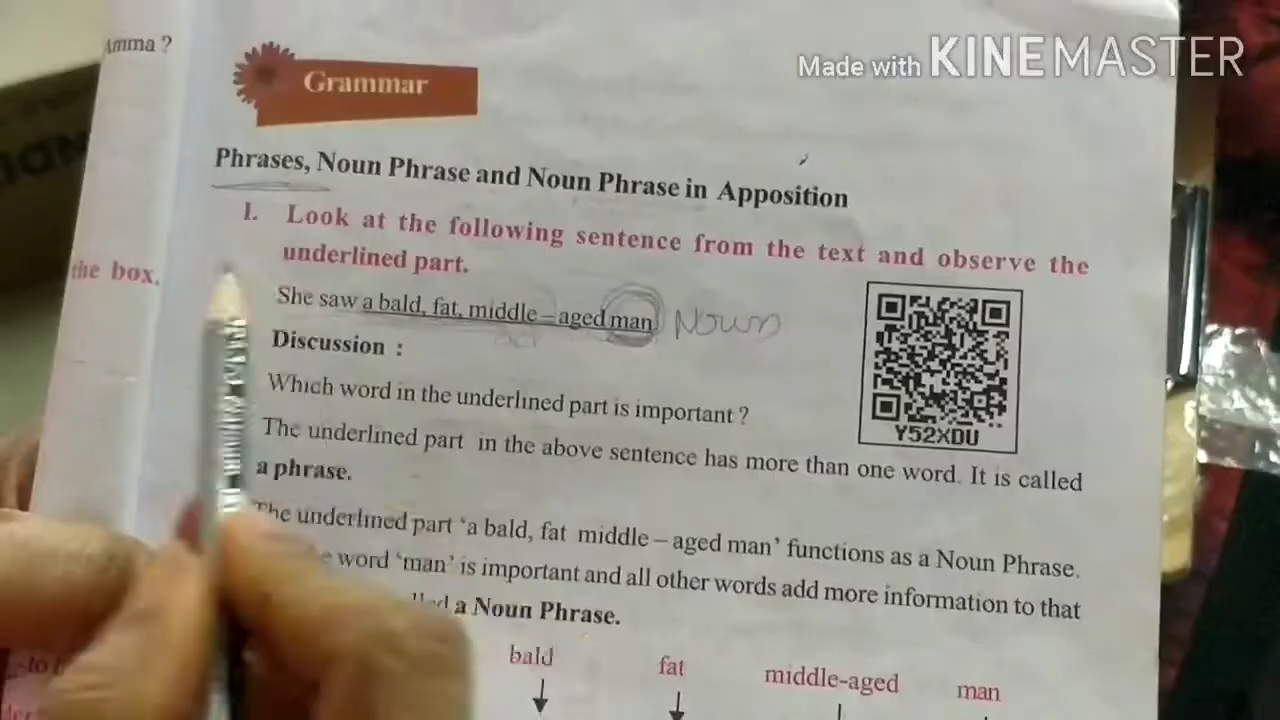 Amma ?
Made with KINEMASTER
Grammar
Phrases, Noun Phrase and Noun Phrase in Apposition
I. Look at the following sentence from the text and observe the
underlined part.
the box.
She saw a bald, fat, middle – aged man Noun
Discussion :
Which word in the underlined part is important ?
Y52XDU
The underlined part in the above sentence has more than one word. It is called
a phrase.
The underlined part ‘a bald, fat middle – aged man’ functions as a Noun Phrase.
word ‘man’ is important and all other words add more information to that
a Noun Phrase.
bald fat middle-aged man